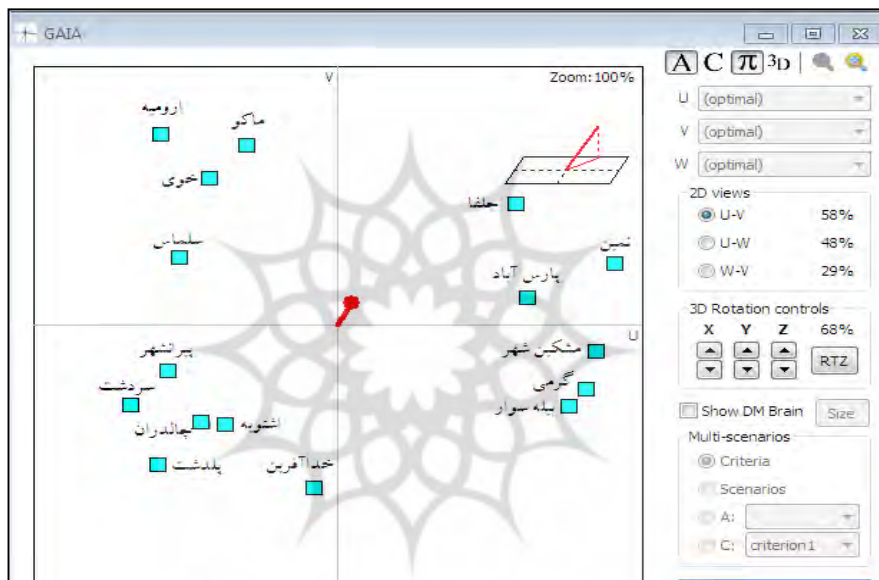 GAIA
V
Zoom: 100%
ارومیه
ماکو
خوی
جلفا
سلماس
نمین
پارس آباد
U
پیرانشهر
مشکین شهر
سردشت
گرمی
بیله سوار
چالدران
اشنویه
پلدشت
خداآفرین
A C π 3D
U (optimal)
V (optimal)
W (optimal)
2D views
U-V 58%
U-W 48%
W-V 29%
3D Rotation controls
X Y Z 68%
RTZ
Show DM Brain Size
Multi-scenarios
Criteria
Scenarios
A:
C: criterion1